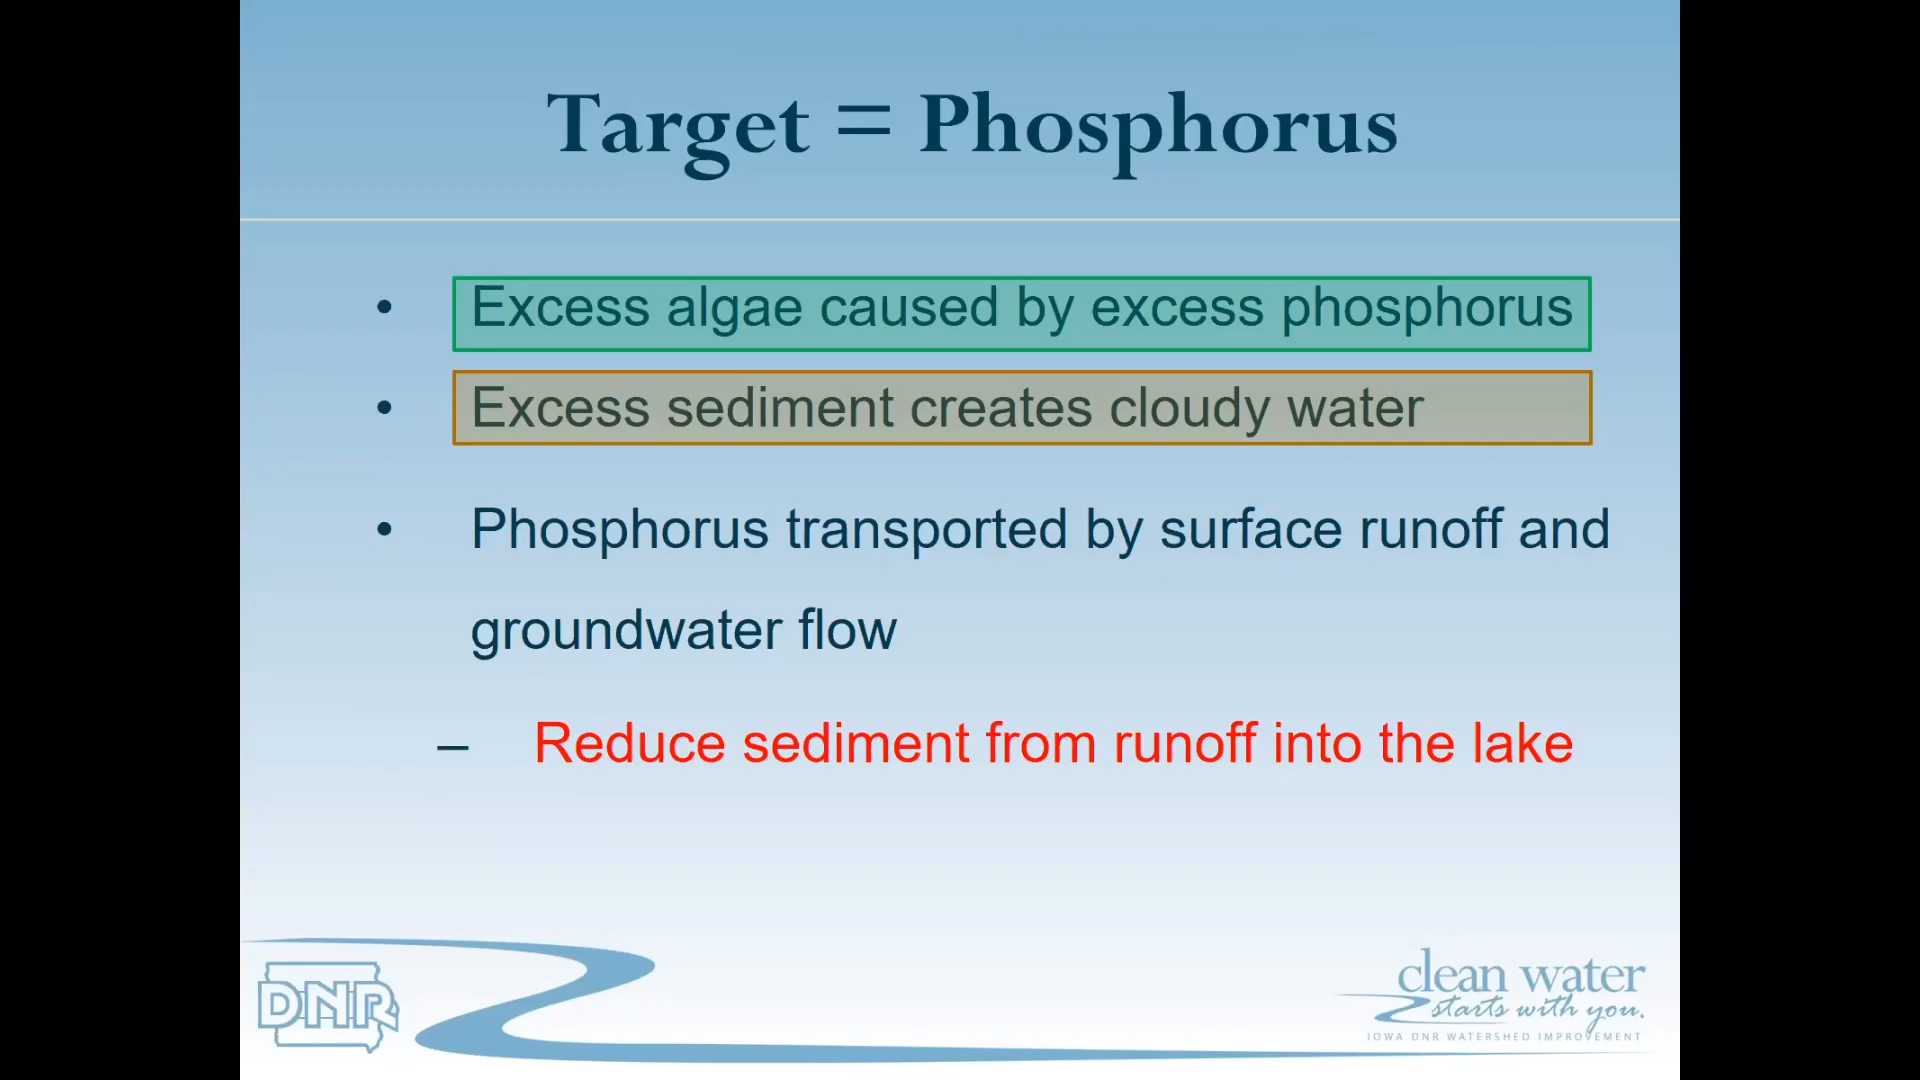 Target = Phosphorus
• Excess algae caused by excess phosphorus
• Excess sediment creates cloudy water
• Phosphorus transported by surface runoff and
groundwater flow
– Reduce sediment from runoff into the lake
DNR
clean water
starts with you.
IOWA DNR WATERSHED IMPROVEMENT